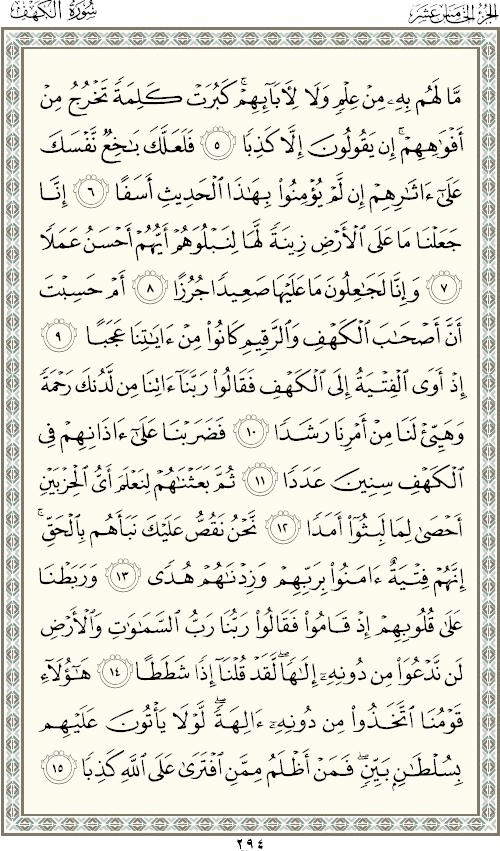 الجزء الخامس عشر
سُورَةُ الكَهْفِ
مَّا لَهُم بِهِۦ مِنْ عِلْمٍ وَلَا لِأَبَآئِهِمْ ۚ كَبُرَتْ كَلِمَةً تَخْرُجُ مِنْ
أَفْوَٰهِهِمْ ۚ إِن يَقُولُونَ إِلَّا كَذِبًا ٥ فَلَعَلَّكَ بَٰخِعٌ نَّفْسَكَ
عَلَىٰٓ ءَاثَٰرِهِمْ إِن لَّمْ يُؤْمِنُوا۟ بِهَٰذَا ٱلْحَدِيثِ أَسَفًا ٦ إِنَّا
جَعَلْنَا مَا عَلَى ٱلْأَرْضِ زِينَةً لَّهَا لِنَبْلُوَهُمْ أَيُّهُمْ أَحْسَنُ عَمَلًا
٧ وَإِنَّا لَجَٰعِلُونَ مَا عَلَيْهَا صَعِيدًا جُرُزًا ٨ أَمْ حَسِبْتَ
أَنَّ أَصْحَٰبَ ٱلْكَهْفِ وَٱلرَّقِيمِ كَانُوا۟ مِنْ ءَايَٰتِنَا عَجَبًا ٩
إِذْ أَوَى ٱلْفِتْيَةُ إِلَى ٱلْكَهْفِ فَقَالُوا۟ رَبَّنَآ ءَاتِنَا مِن لَّدُنكَ رَحْمَةً
وَهَيِّئْ لَنَا مِنْ أَمْرِنَا رَشَدًا ١٠ فَضَرَبْنَا عَلَىٰٓ ءَاذَانِهِمْ فِى
ٱلْكَهْفِ سِنِينَ عَدَدًا ١١ ثُمَّ بَعَثْنَٰهُمْ لِنَعْلَمَ أَىُّ ٱلْحِزْبَيْنِ
أَحْصَىٰ لِمَا لَبِثُوٓا۟ أَمَدًا ١٢ نَّحْنُ نَقُصُّ عَلَيْكَ نَبَأَهُم بِٱلْحَقِّ ۚ
إِنَّهُمْ فِتْيَةٌ ءَامَنُوا۟ بِرَبِّهِمْ وَزِدْنَٰهُمْ هُدًى ١٣ وَرَبَطْنَا
عَلَىٰ قُلُوبِهِمْ إِذْ قَامُوا۟ فَقَالُوا۟ رَبُّنَا رَبُّ ٱلسَّمَٰوَٰتِ وَٱلْأَرْضِ
لَن نَّدْعُوَا۟ مِن دُونِهِۦٓ إِلَٰهًا ۖ لَّقَدْ قُلْنَآ إِذًا شَطَطًا ١٤ هَٰٓؤُلَآءِ
قَوْمُنَا ٱتَّخَذُوا۟ مِن دُونِهِۦٓ ءَالِهَةً ۖ لَّوْلَا يَأْتُونَ عَلَيْهِم
بِسُلْطَٰنٍۭ بَيِّنٍ ۖ فَمَنْ أَظْلَمُ مِمَّنِ ٱفْتَرَىٰ عَلَى ٱللَّهِ كَذِبًا ١٥
٢٩٤